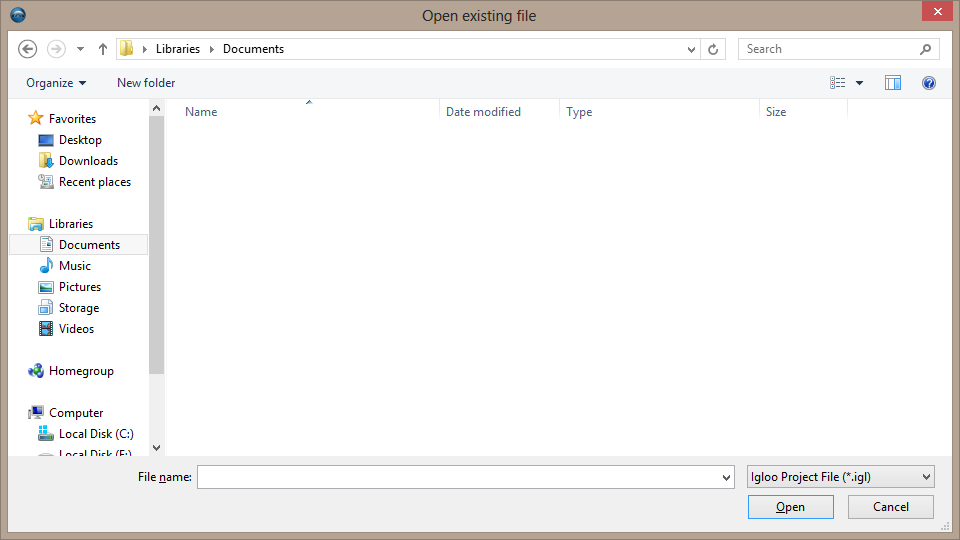 Open existing file
Libraries Documents
Search
Organize New folder
Name Date modified Type Size
Favorites
Desktop
Downloads
Recent places
Libraries
Documents
Music
Pictures
Storage
Videos
Homegroup
Computer
Local Disk (C:)
Local Disk (E:)
File name:
Igloo Project File (*.igl)
Open Cancel